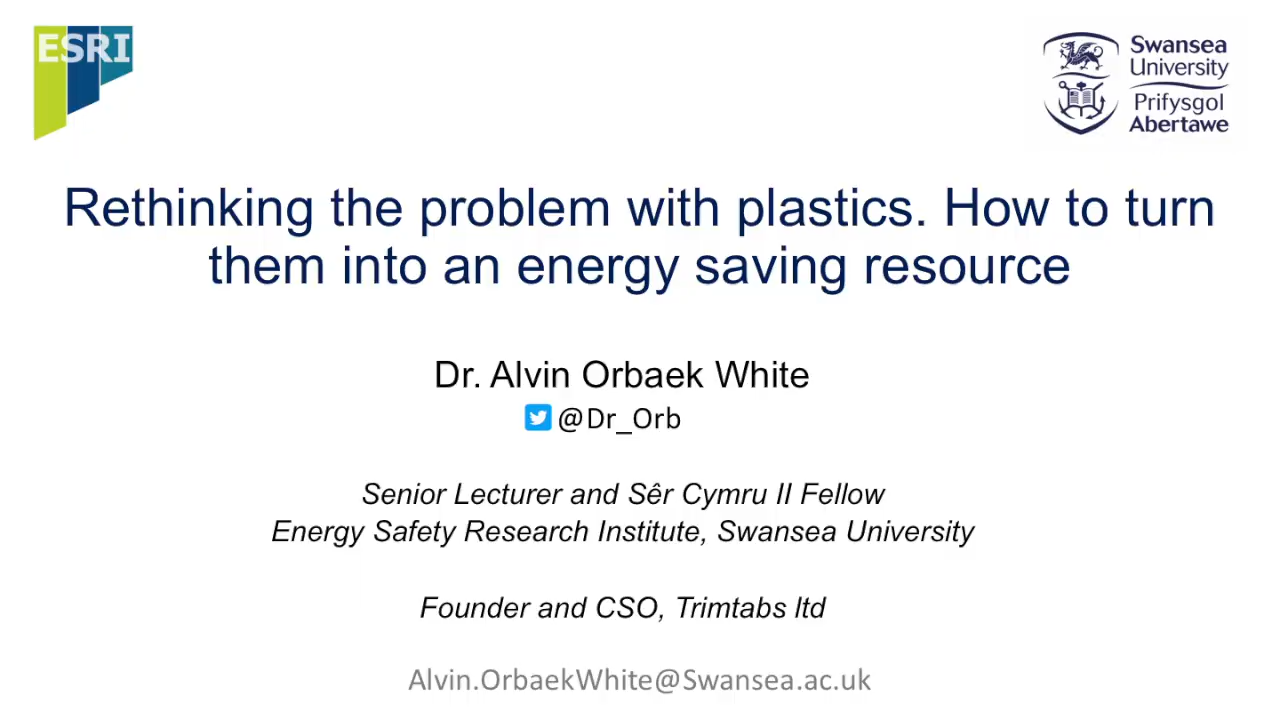 ESRI
Swansea
University
Prifysgol
Abertawe
Rethinking the problem with plastics. How to turn
them into an energy saving resource
Dr. Alvin Orbaek White
@Dr_Orb
Senior Lecturer and Sêr Cymru II Fellow
Energy Safety Research Institute, Swansea University
Founder and CSO, Trimtabs ltd
Alvin.OrbaekWhite@Swansea.ac.uk